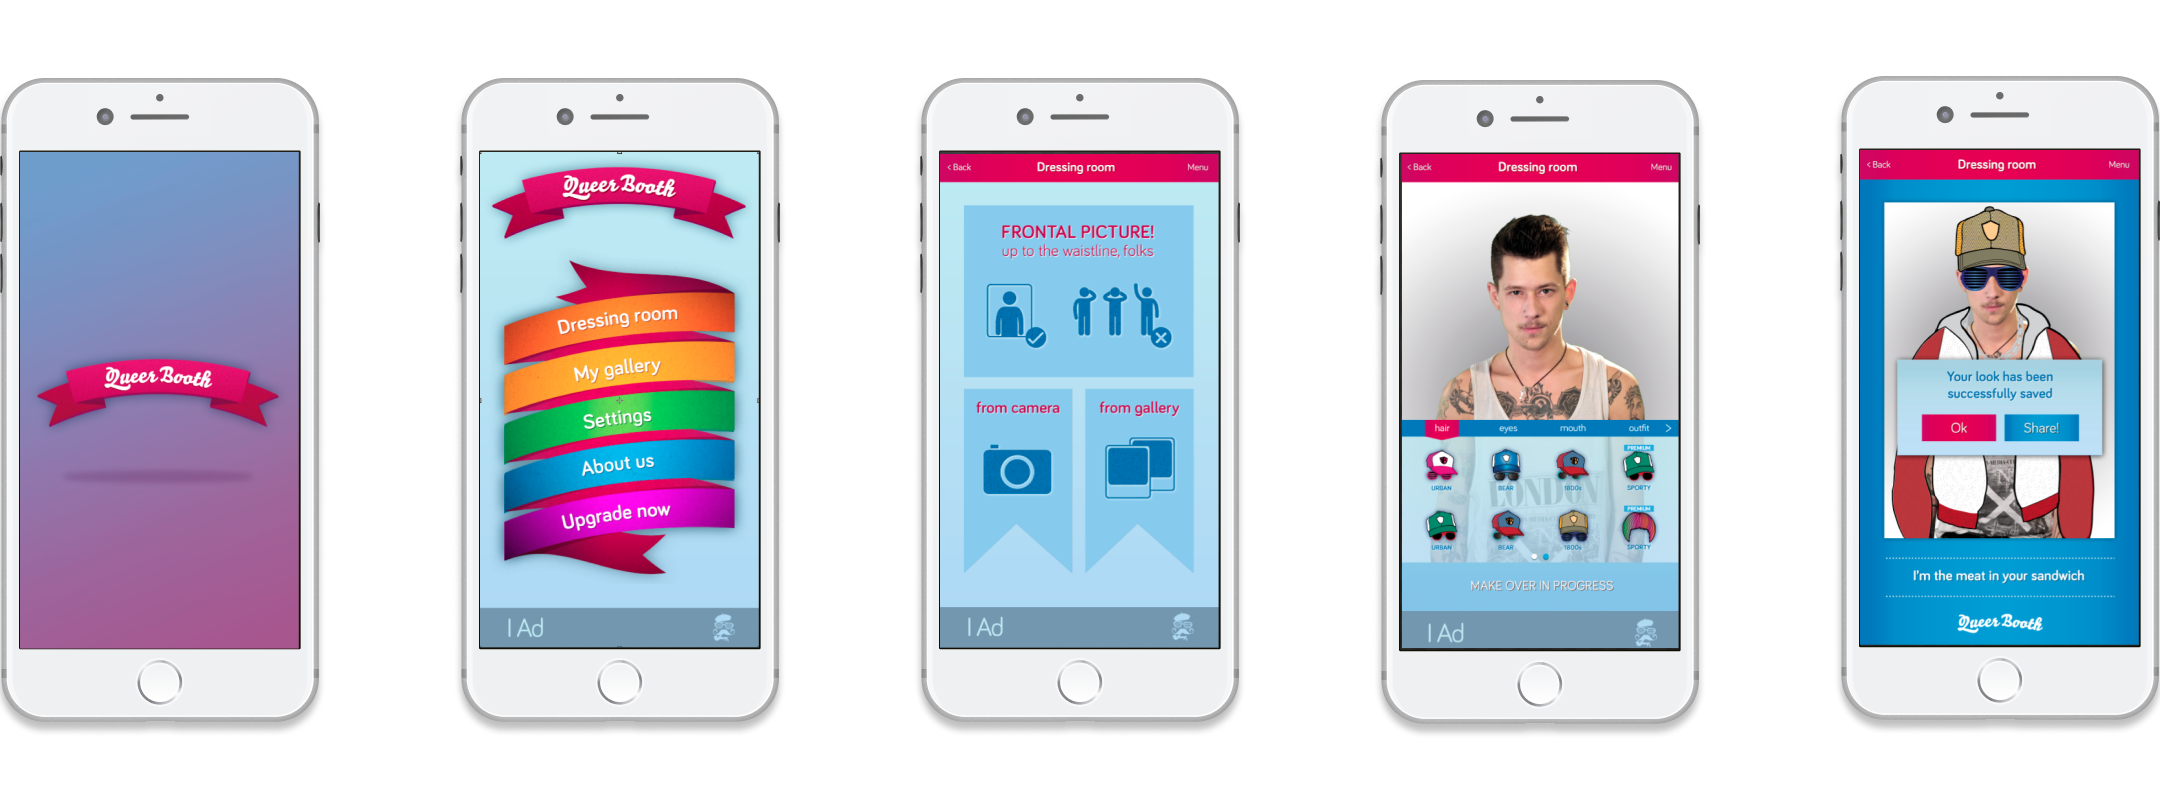 Queer Booth
Queer Booth
Dressing room
My gallery
Settings
About us
Upgrade now
I Ad
< Back Dressing room Menu
FRONTAL PICTURE!
up to the waistline, folks
from camera from gallery
I Ad
< Back Dressing room Menu
hair eyes mouth outfit >
PREMIUM
URBAN BEAR 1800s SPORTY
PREMIUM
URBAN BEAR 1800s SPORTY
LONDON
MAKE OVER IN PROGRESS
I Ad
< Back Dressing room Menu
Your look has been
successfully saved
Ok Share!
I'm the meat in your sandwich
Queer Booth